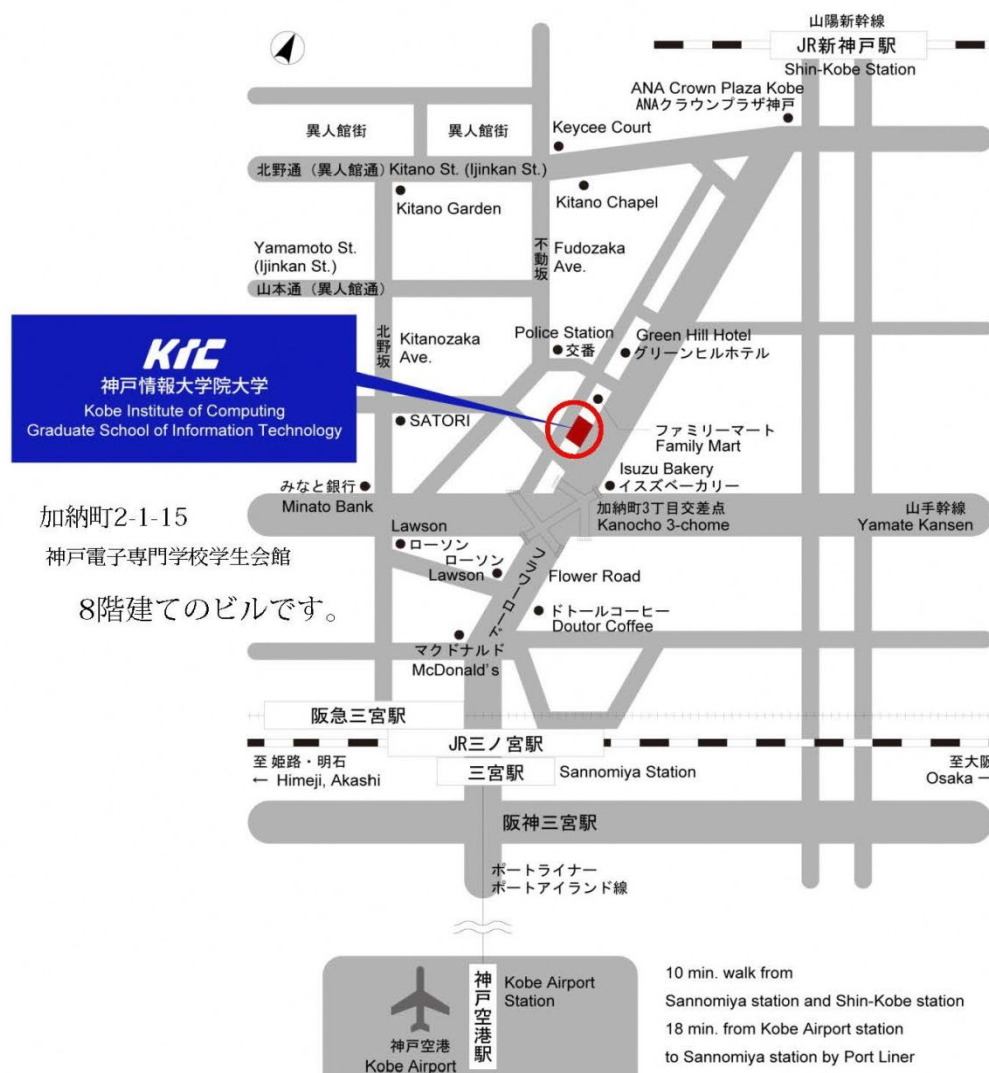 山陽新幹線
JR新神戸駅
Shin-Kobe Station
ANA Crown Plaza Kobe
ANAクラウンプラザ神戸
異人館街
異人館街
Keycee Court
北野通（異人館通）Kitano St. (Ijinkan St.)
Kitano Garden
Kitano Chapel
Yamamoto St.
(Ijinkan St.)
山本通（異人館通）
不動坂
Fudozaka
Ave.
北野坂
Kitanozaka
Ave.
Police Station
交番
Green Hill Hotel
グリーンヒルホテル
KIC
神戸情報大学院大学
Kobe Institute of Computing
Graduate School of Information Technology
SATORI
ファミリーマート
Family Mart
Isuzu Bakery
イスズベーカリー
みなと銀行
Minato Bank
加納町3丁目交差点
Kanocho 3-chome
山手幹線
Yamate Kansen
加納町2-1-15
神戸電子専門学校学生会館
8階建てのビルです。
Lawson
ローソン
ローソン
Lawson
フラワーロード
Flower Road
ドトールコーヒー
Doutor Coffee
マクドナルド
McDonald's
阪急三宮駅
JR三ノ宮駅
三宮駅
Sannomiya Station
至 姫路・明石
← Himeji, Akashi
至大阪
Osaka →
阪神三宮駅
ポートライナー
ポートアイランド線
神戸空港駅
Kobe Airport
Station
神戸空港
Kobe Airport
10 min. walk from
Sannomiya station and Shin-Kobe station
18 min. from Kobe Airport station
to Sannomiya station by Port Liner